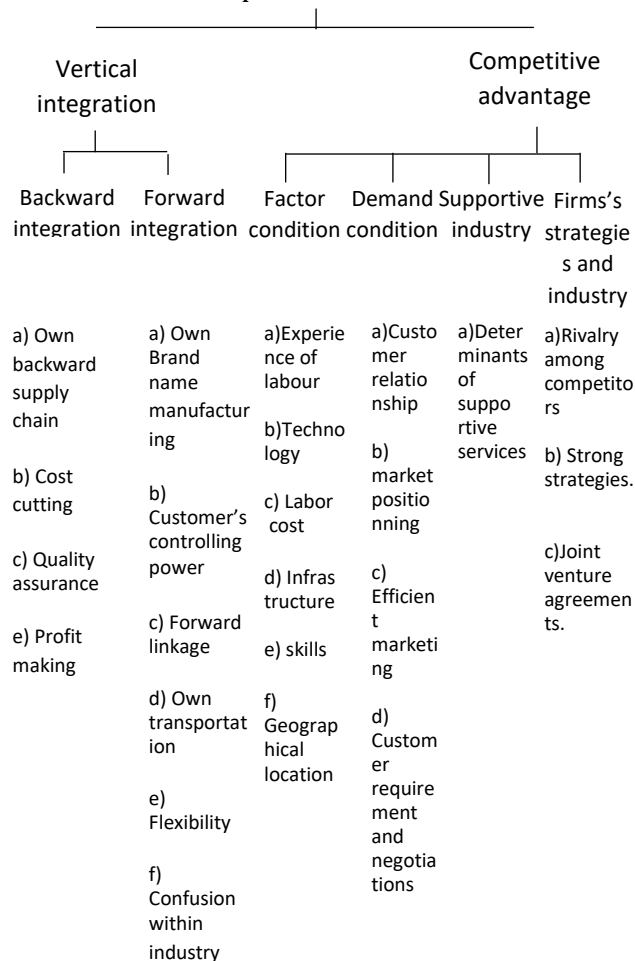 Vertical
integration
Competitive
advantage
Backward
integration
Forward
integration
Factor
condition
Demand
condition
Supportive
industry
Firms's
strategie
s and
industry
a) Own
backward
supply
chain
b) Cost
cutting
c) Quality
assurance
e) Profit
making
a) Own
Brand
name
manufactur
ing
b)
Customer's
controlling
power
c) Forward
linkage
d) Own
transportat
ion
e)
Flexibility
f)
Confusion
within
industry
a)Experie
nce of
labour
b)Techno
logy
c) Labor
cost
d) Infras
tructure
e) skills
f)
Geograp
hical
location
a)Custo
mer
relatio
nship
b)
market
positio
nning
c)
Efficien
t
marketi
ng
d)
Custom
er
require
ment
and
negotia
tions
a)Deter
minants
of
suppo
rtive
services
a)Rivalry
among
competito
rs
b) Strong
strategies.
c)Joint
venture
agreemen
ts.